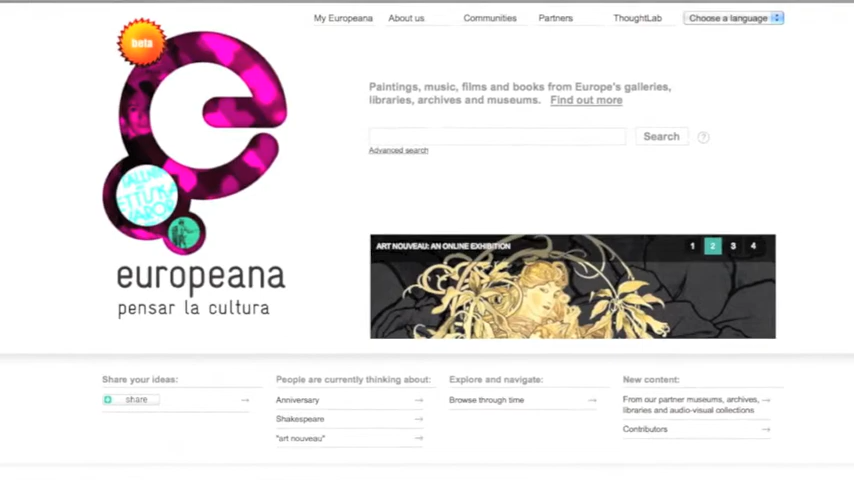 My Europeana About us Communities Partners ThoughtLab Choose a language
beta
Paintings, music, films and books from Europe's galleries,
libraries, archives and museums. Find out more
Search ?
Advanced search
ART NOUVEAU: AN ONLINE EXHIBITION 1 2 3 4
europeana
pensar la cultura
Share your ideas:
share
People are currently thinking about:
Anniversary
Shakespeare
"art nouveau"
Explore and navigate:
Browse through time
New content:
From our partner museums, archives,
libraries and audio-visual collections
Contributors